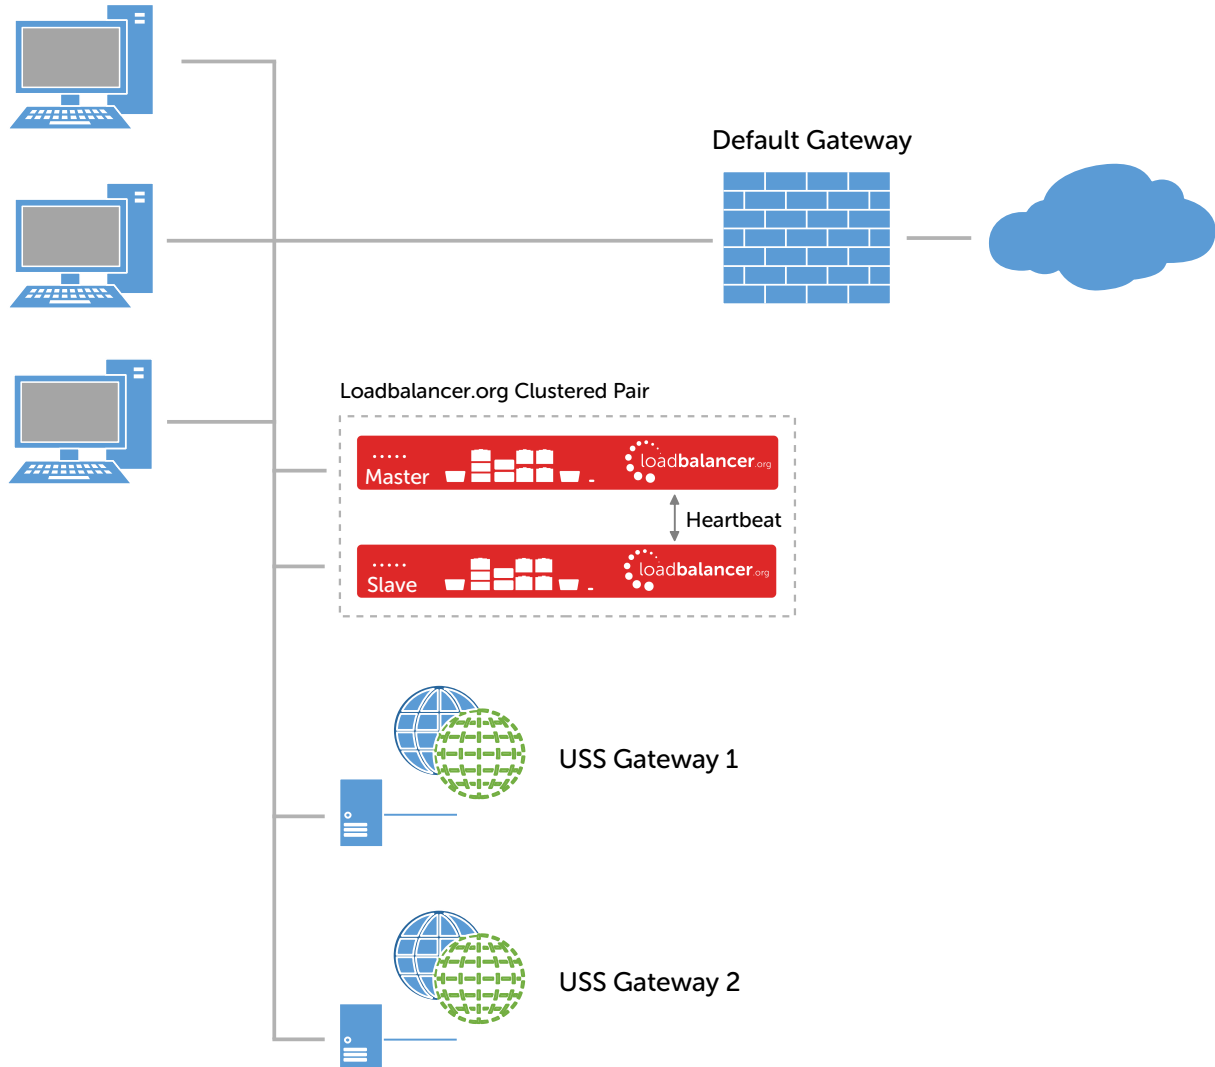 Default Gateway
Loadbalancer.org Clustered Pair
Master
loadbalancer.org
Heartbeat
Slave
loadbalancer.org
USS Gateway 1
USS Gateway 2